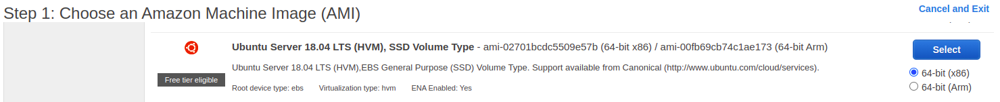 Step 1: Choose an Amazon Machine Image (AMI)
Cancel and Exit
Ubuntu Server 18.04 LTS (HVM), SSD Volume Type - ami-02701bcdc5509e57b (64-bit x86) / ami-00fb69cb74c1ae173 (64-bit Arm)
Select
Free tier eligible
Ubuntu Server 18.04 LTS (HVM),EBS General Purpose (SSD) Volume Type. Support available from Canonical (http://www.ubuntu.com/cloud/services).
64-bit (x86)
Root device type: ebs Virtualization type: hvm ENA Enabled: Yes
64-bit (Arm)